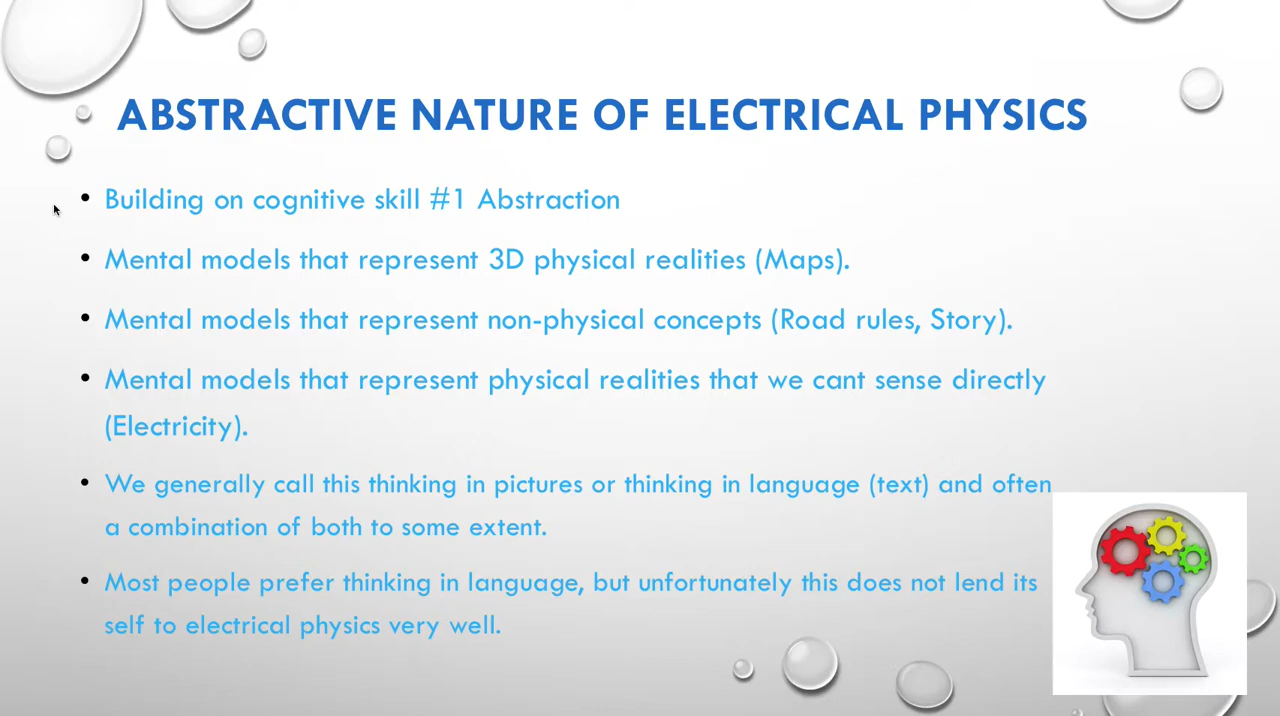 ABSTRACTIVE NATURE OF ELECTRICAL PHYSICS
• Building on cognitive skill #1 Abstraction
• Mental models that represent 3D physical realities (Maps).
• Mental models that represent non-physical concepts (Road rules, Story).
• Mental models that represent physical realities that we cant sense directly
(Electricity).
• We generally call this thinking in pictures or thinking in language (text) and often
a combination of both to some extent.
• Most people prefer thinking in language, but unfortunately this does not lend its
self to electrical physics very well.